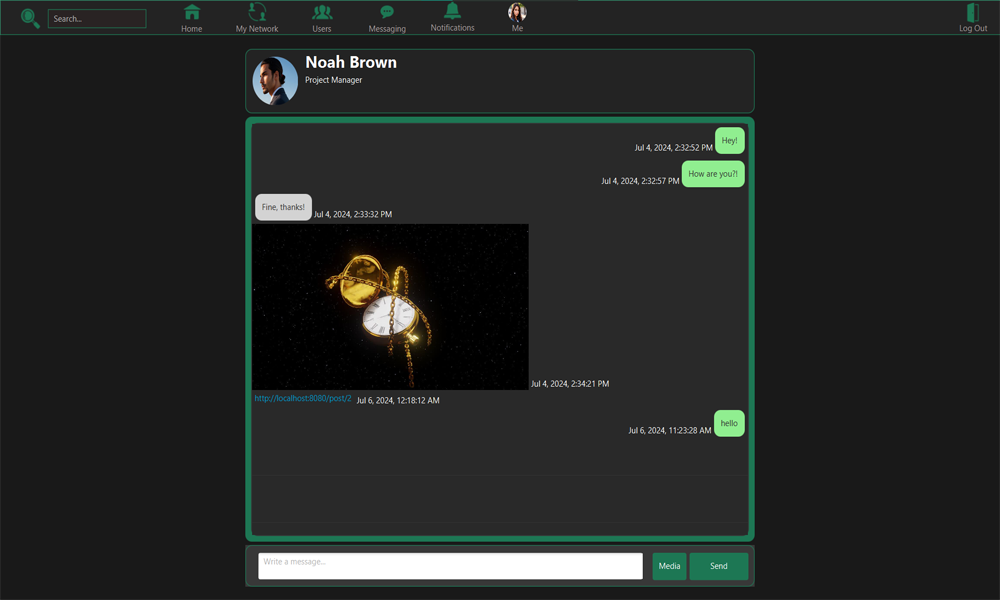 Search...
Home
My Network
Users
Messaging
Notifications
Me
Log Out
Noah Brown
Project Manager
Jul 4, 2024, 2:32:52 PM Hey!
Jul 4, 2024, 2:32:57 PM How are you?!
Fine, thanks! Jul 4, 2024, 2:33:32 PM
Jul 4, 2024, 2:34:21 PM
http://localhost:8080/post/2 Jul 6, 2024, 12:18:12 AM
Jul 6, 2024, 11:23:28 AM hello
Write a message...
Media
Send